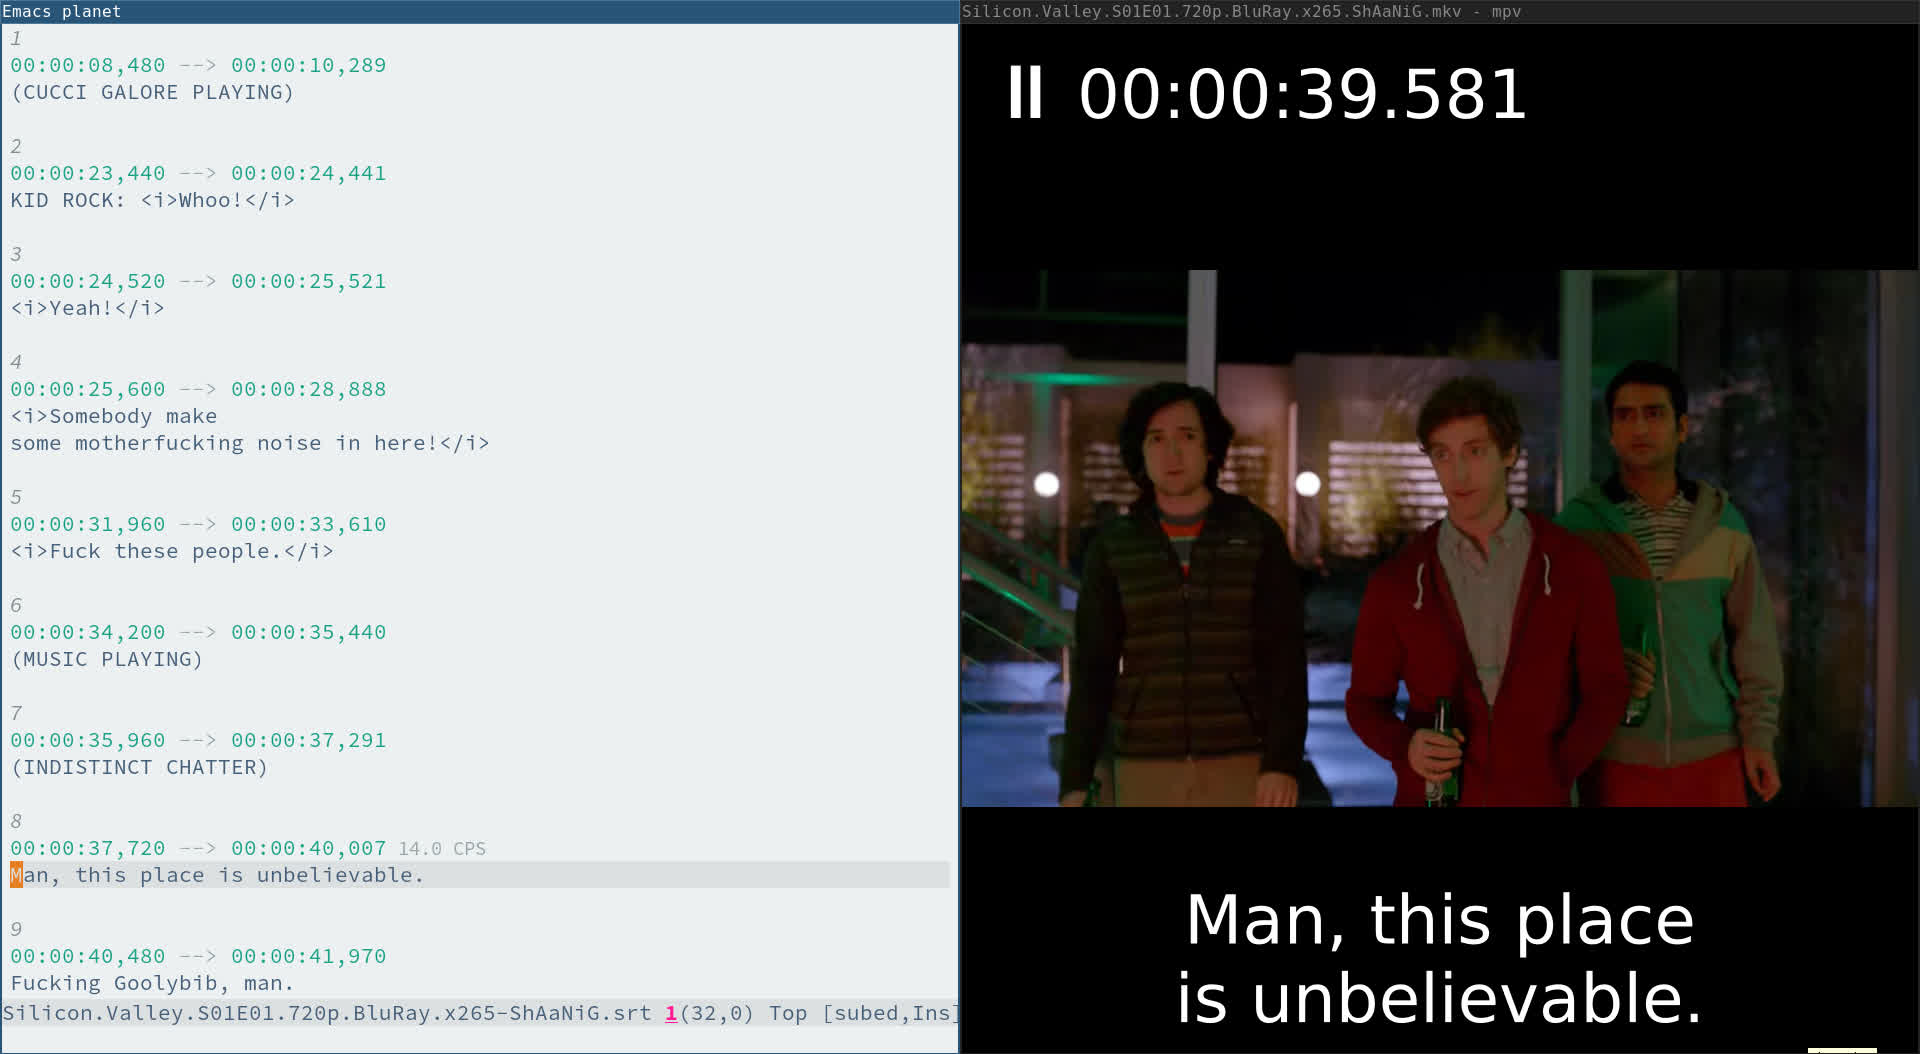 Emacs planet
1
00:00:08,480 --> 00:00:10,289
(CUCCI GALORE PLAYING)
2
00:00:23,440 --> 00:00:24,441
KID ROCK: <i>Whoo!</i>
3
00:00:24,520 --> 00:00:25,521
<i>Yeah!</i>
4
00:00:25,600 --> 00:00:28,888
<i>Somebody make
some motherfucking noise in here!</i>
5
00:00:31,960 --> 00:00:33,610
<i>Fuck these people.</i>
6
00:00:34,200 --> 00:00:35,440
(MUSIC PLAYING)
7
00:00:35,960 --> 00:00:37,291
(INDISTINCT CHATTER)
8
00:00:37,720 --> 00:00:40,007 14.0 CPS
Man, this place is unbelievable.
9
00:00:40,480 --> 00:00:41,970
Fucking Goolybib, man.
Silicon.Valley.S01E01.720p.BluRay.x265-ShAaNiG.srt 1(32,0) Top [subed,Ins]
Silicon.Valley.S01E01.720p.BluRay.x265.ShAaNiG.mkv - mpv
00:00:39.581
Man, this place
is unbelievable.